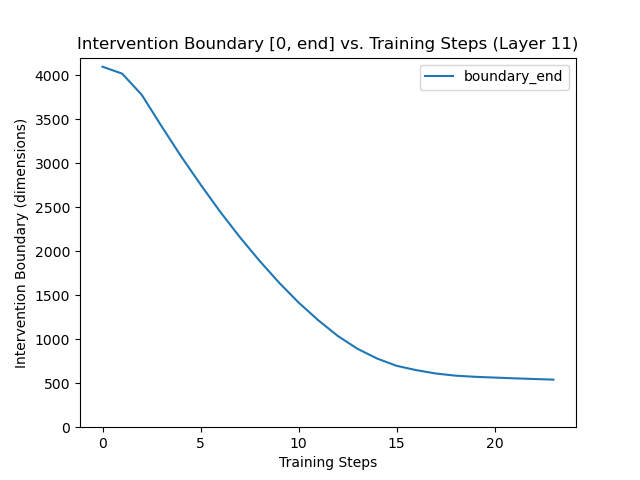 Intervention Boundary [0, end] vs. Training Steps (Layer 11)
boundary_end
Intervention Boundary (dimensions)
4000
3500
3000
2500
2000
1500
1000
500
0
0 5 10 15 20
Training Steps